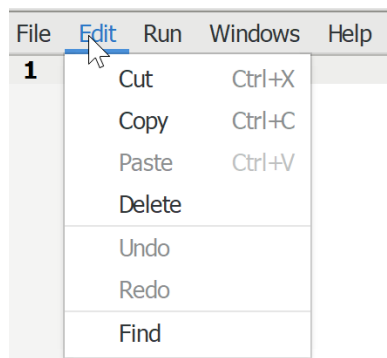 File Edit Run Windows Help
1
Cut Ctrl+X
Copy Ctrl+C
Paste Ctrl+V
Delete
Undo
Redo
Find